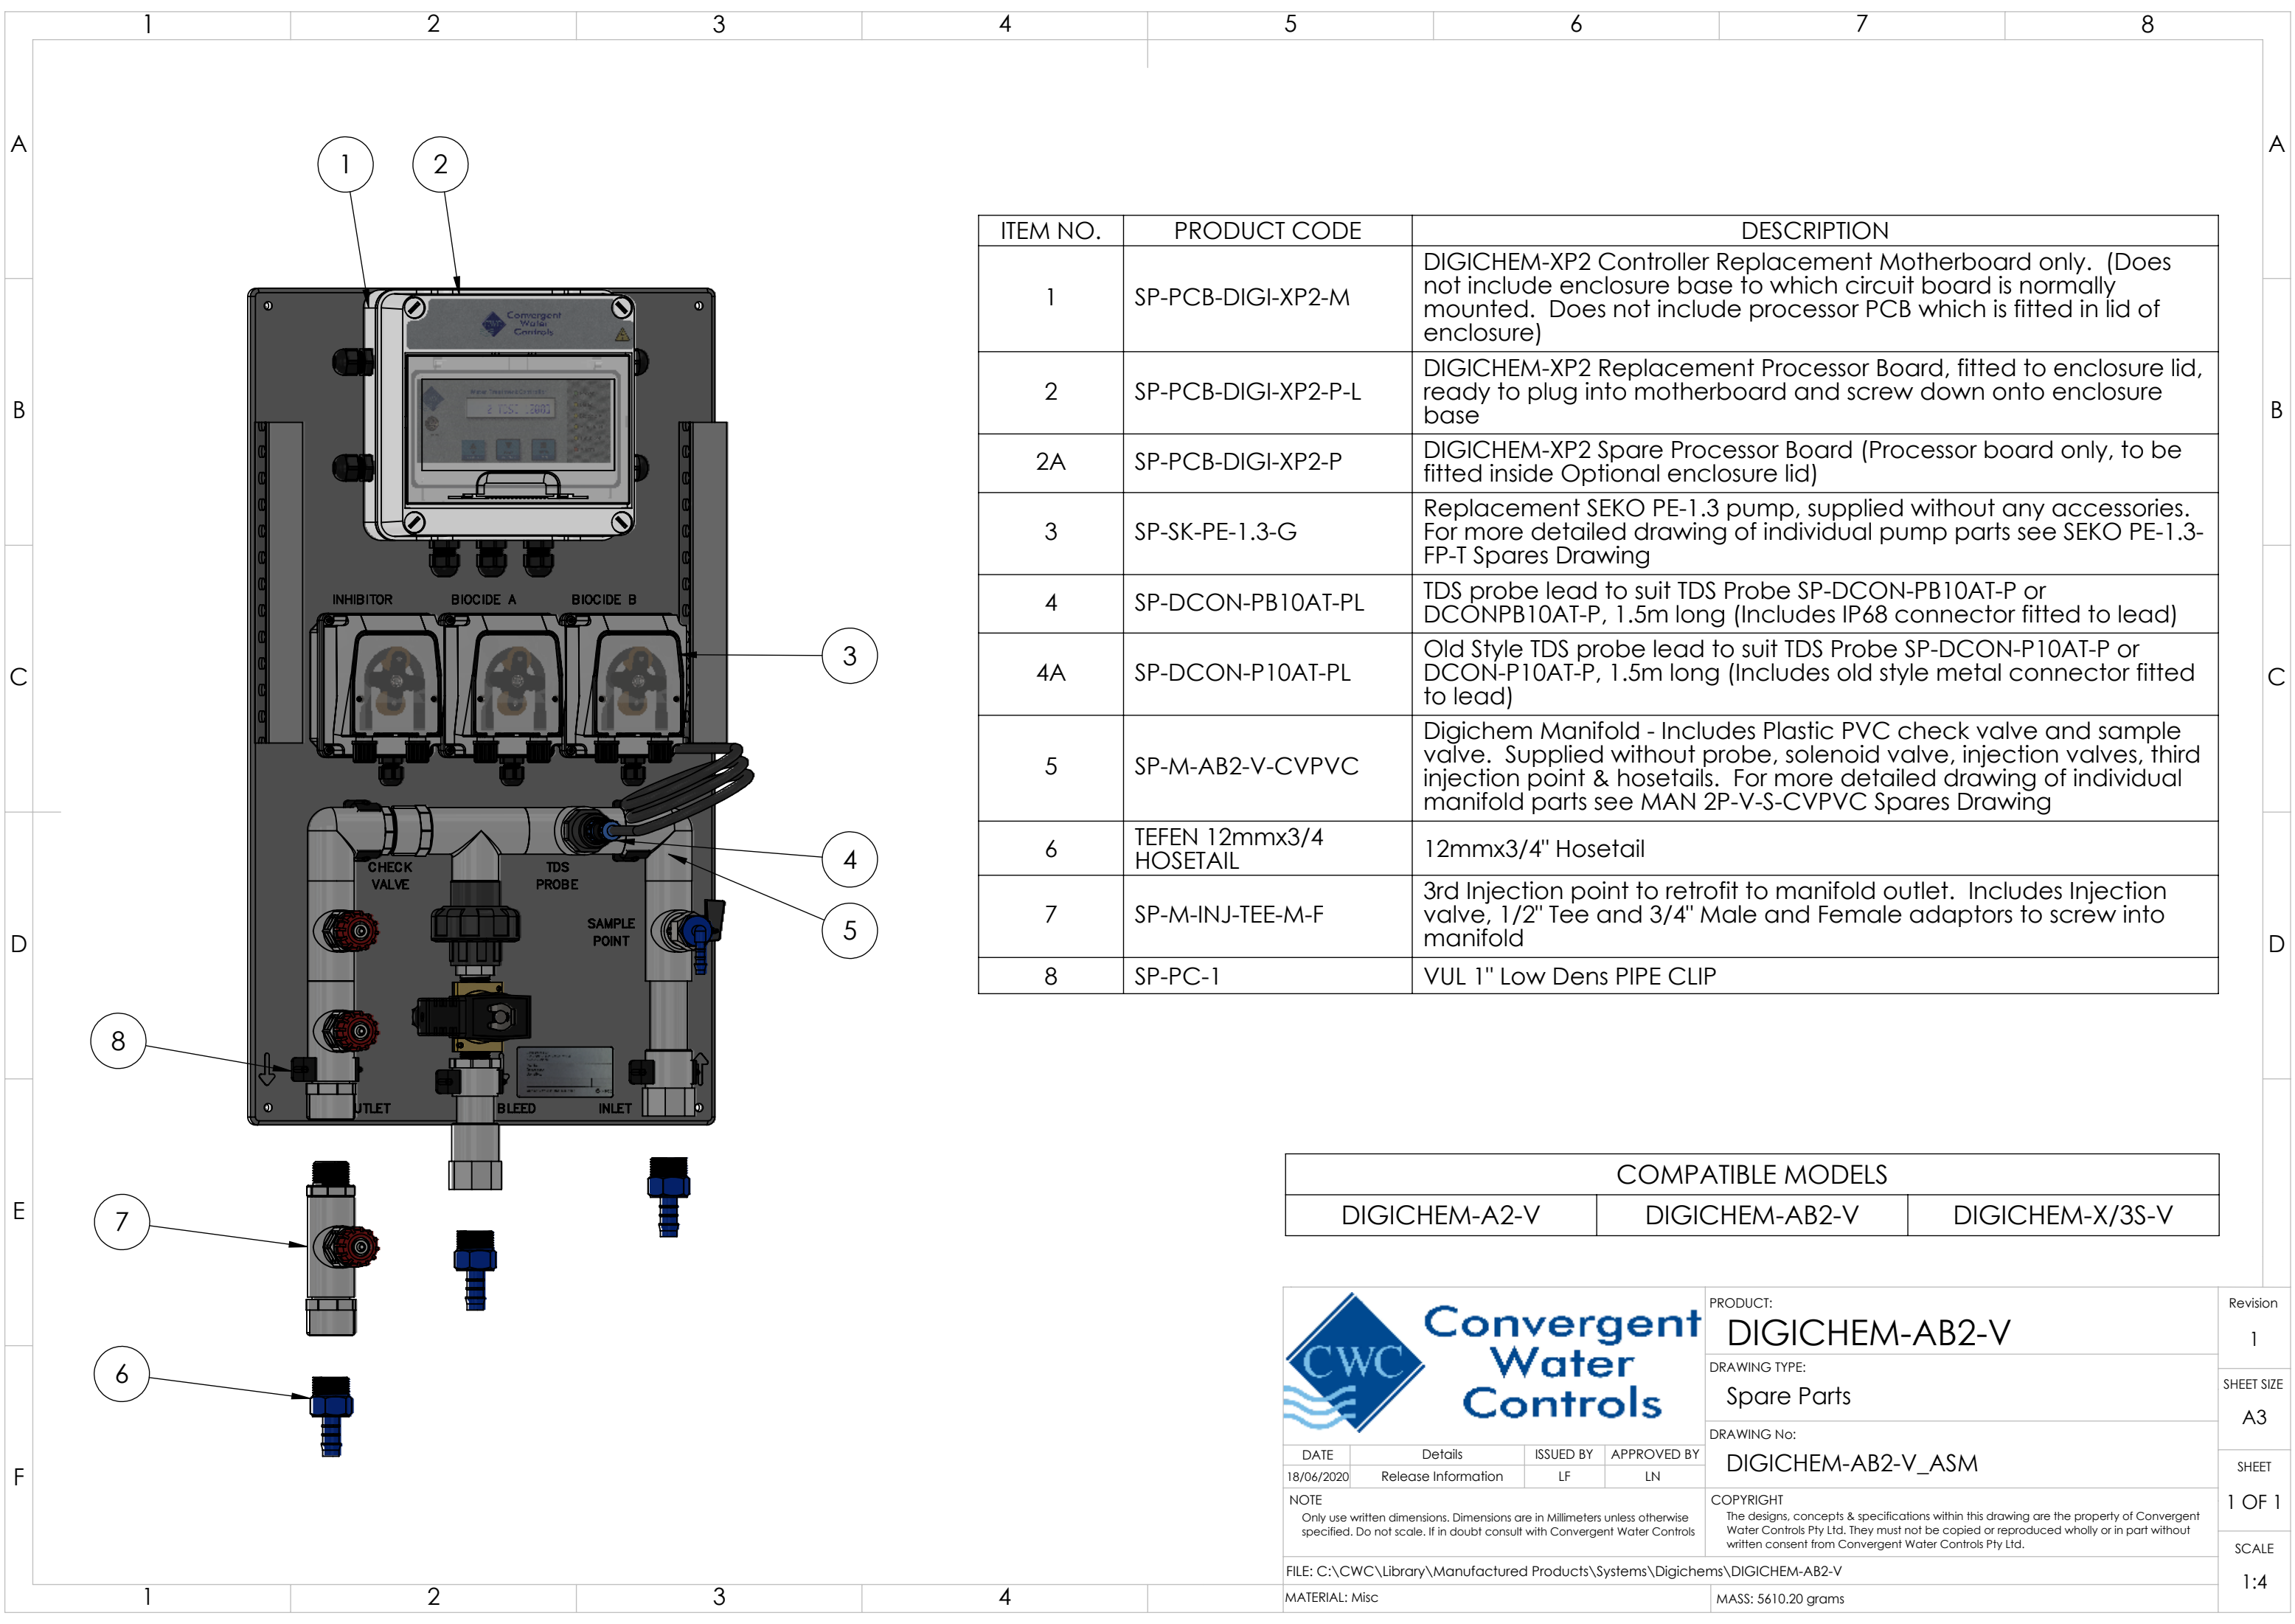 1 2 3 4 5 6 7 8
A A
B B
C C
D D
E
F
1 2 3 4
1
2
3
4
5
8
7
6
Convergent
Water
Controls
CWC
INHIBITOR BIOCIDE A BIOCIDE B
CHECK
VALVE
TDS
PROBE
SAMPLE
POINT
UTLET BLEED INLET
ITEM NO. PRODUCT CODE DESCRIPTION
1 SP-PCB-DIGI-XP2-M DIGICHEM-XP2 Controller Replacement Motherboard only. (Does
not include enclosure base to which circuit board is normally
mounted. Does not include processor PCB which is fitted in lid of
enclosure)
2 SP-PCB-DIGI-XP2-P-L DIGICHEM-XP2 Replacement Processor Board, fitted to enclosure lid,
ready to plug into motherboard and screw down onto enclosure
base
2A SP-PCB-DIGI-XP2-P DIGICHEM-XP2 Spare Processor Board (Processor board only, to be
fitted inside Optional enclosure lid)
3 SP-SK-PE-1.3-G Replacement SEKO PE-1.3 pump, supplied without any accessories.
For more detailed drawing of individual pump parts see SEKO PE-1.3-
FP-T Spares Drawing
4 SP-DCON-PB10AT-PL TDS probe lead to suit TDS Probe SP-DCON-PB10AT-P or
DCONPB10AT-P, 1.5m long (Includes IP68 connector fitted to lead)
4A SP-DCON-P10AT-PL Old Style TDS probe lead to suit TDS Probe SP-DCON-P10AT-P or
DCON-P10AT-P, 1.5m long (Includes old style metal connector fitted
to lead)
5 SP-M-AB2-V-CVPVC Digichem Manifold - Includes Plastic PVC check valve and sample
valve. Supplied without probe, solenoid valve, injection valves, third
injection point & hosetails. For more detailed drawing of individual
manifold parts see MAN 2P-V-S-CVPVC Spares Drawing
6 TEFEN 12mmx3/4
HOSETAIL 12mmx3/4" Hosetail
7 SP-M-INJ-TEE-M-F 3rd Injection point to retrofit to manifold outlet. Includes Injection
valve, 1/2" Tee and 3/4" Male and Female adaptors to screw into
manifold
8 SP-PC-1 VUL 1" Low Dens PIPE CLIP
COMPATIBLE MODELS
DIGICHEM-A2-V DIGICHEM-AB2-V DIGICHEM-X/3S-V
CWC
Convergent
Water
Controls
PRODUCT:
DIGICHEM-AB2-V
DRAWING TYPE:
Spare Parts
DRAWING No:
DIGICHEM-AB2-V_ASM
Revision
1
SHEET SIZE
A3
SHEET
1 OF 1
SCALE
1:4
DATE Details ISSUED BY APPROVED BY
18/06/2020 Release Information LF LN
NOTE
Only use written dimensions. Dimensions are in Millimeters unless otherwise
specified. Do not scale. If in doubt consult with Convergent Water Controls
COPYRIGHT
The designs, concepts & specifications within this drawing are the property of Convergent
Water Controls Pty Ltd. They must not be copied or reproduced wholly or in part without
written consent from Convergent Water Controls Pty Ltd.
FILE: C:\CWC\Library\Manufactured Products\Systems\Digichems\DIGICHEM-AB2-V
MATERIAL: Misc MASS: 5610.20 grams